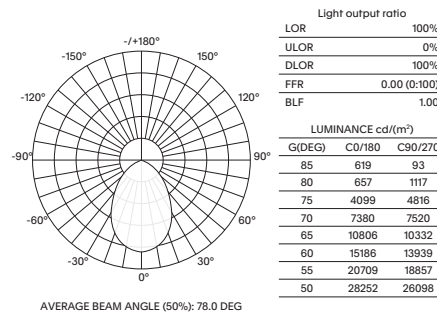 -/+180°
-150° 150°
-120° 120°
-90° 90°
-60° 60°
-30° 30°
0°
AVERAGE BEAM ANGLE (50%): 78.0 DEG
Light output ratio
LOR 100%
ULOR 0%
DLOR 100%
FFR 0.00 (0:100)
BLF 1.00
LUMINANCE cd/(m²)
G(DEG) C0/180 C90/270
85 619 93
80 657 1117
75 4099 4816
70 7380 7520
65 10806 10332
60 15186 13939
55 20709 18857
50 28252 26098